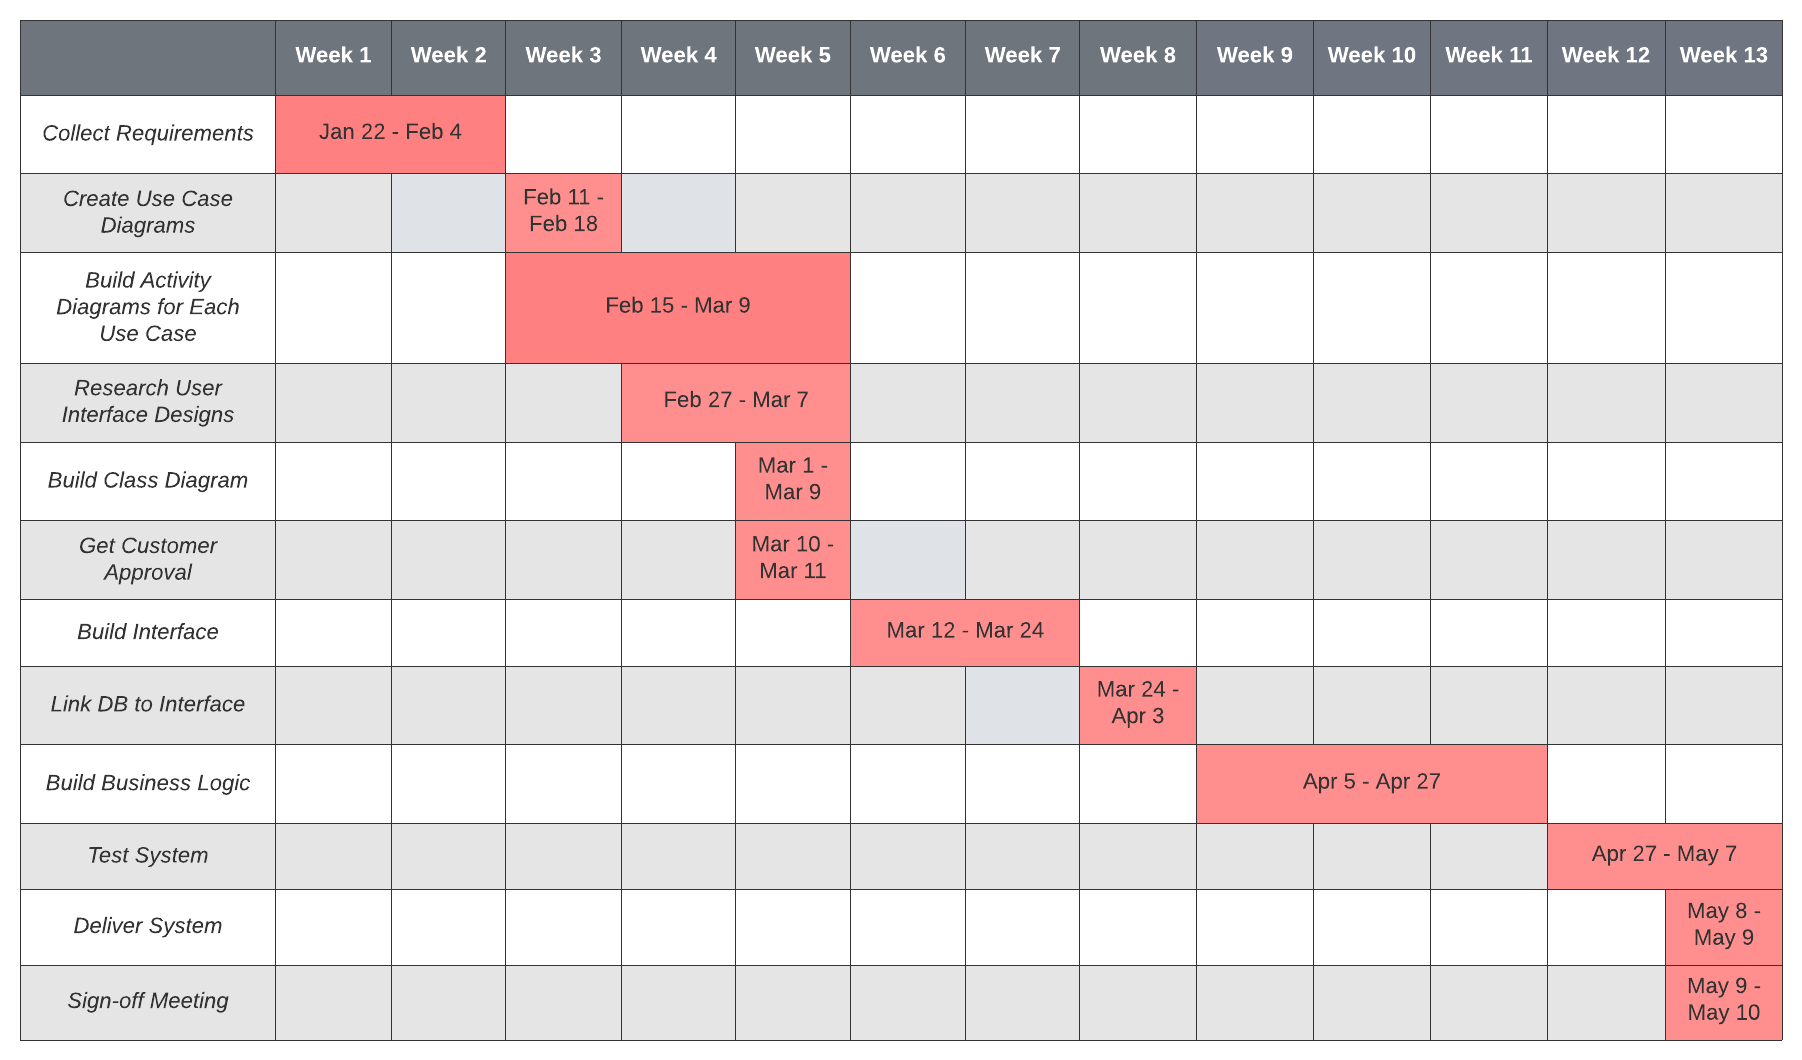 Week 1 Week 2 Week 3 Week 4 Week 5 Week 6 Week 7 Week 8 Week 9 Week 10 Week 11 Week 12 Week 13
Collect Requirements
Jan 22 - Feb 4
Create Use Case
Diagrams
Feb 11 -
Feb 18
Build Activity
Diagrams for Each
Use Case
Feb 15 - Mar 9
Research User
Interface Designs
Feb 27 - Mar 7
Build Class Diagram
Mar 1 -
Mar 9
Get Customer
Approval
Mar 10 -
Mar 11
Build Interface
Mar 12 - Mar 24
Link DB to Interface
Mar 24 -
Apr 3
Build Business Logic
Apr 5 - Apr 27
Test System
Apr 27 - May 7
Deliver System
May 8 -
May 9
Sign-off Meeting
May 9 -
May 10